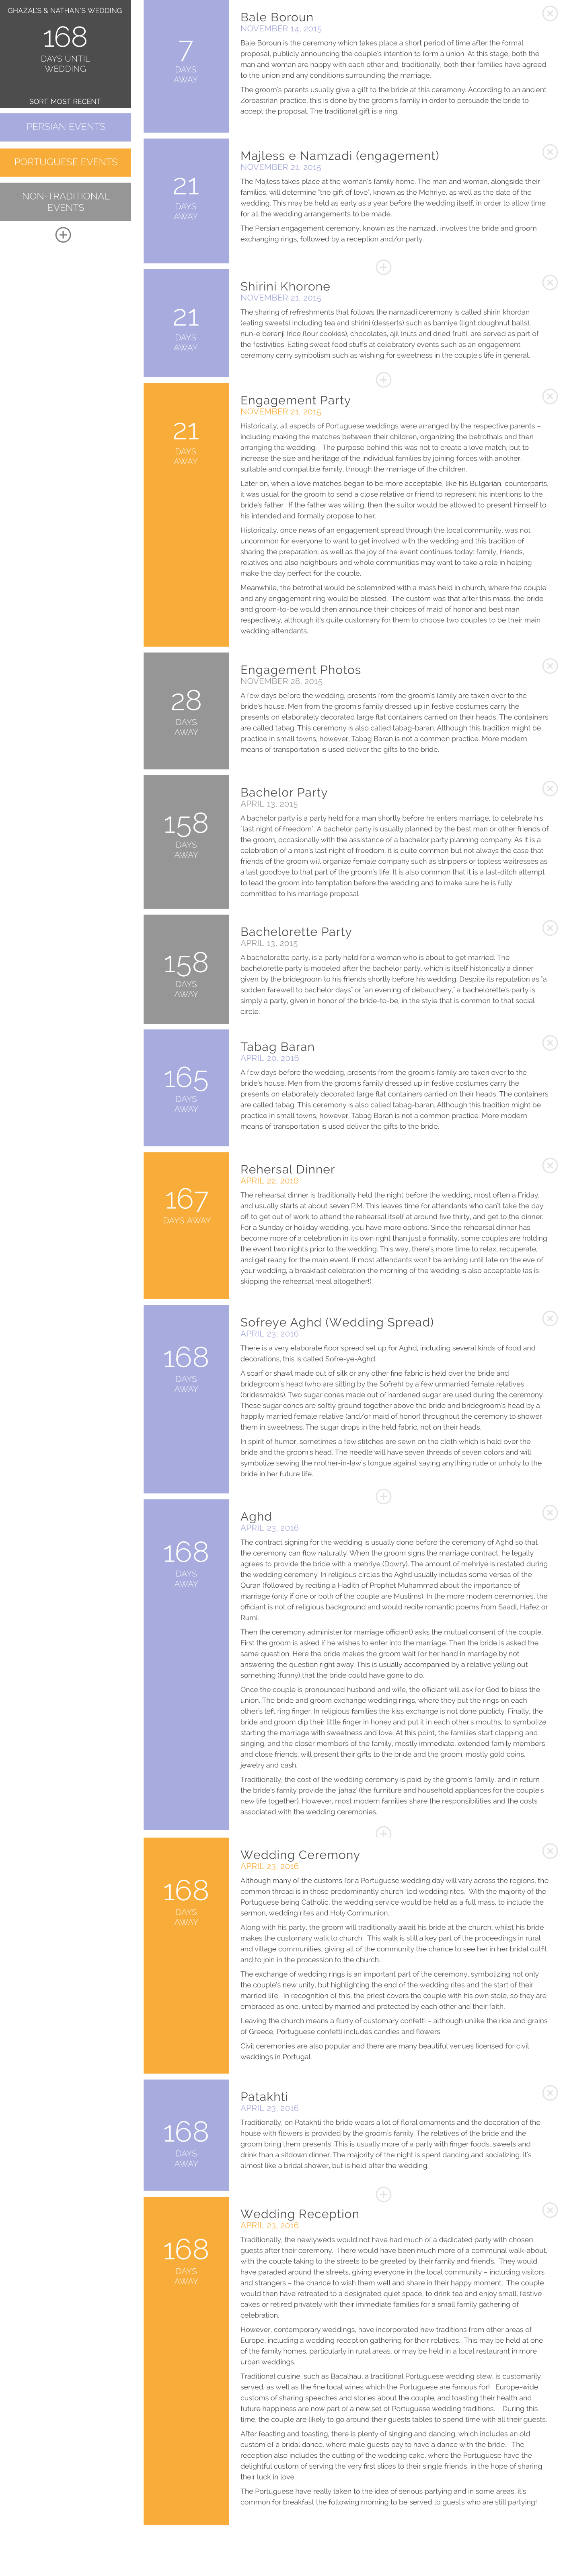 GHAZAL'S & NATHAN'S WEDDING
168
DAYS UNTIL
WEDDING
SORT: MOST RECENT
PERSIAN EVENTS
PORTUGUESE EVENTS
NON-TRADITIONAL
EVENTS
7
DAYS
AWAY
Bale Boroun
NOVEMBER 14, 2015
Bale Boroun is the ceremony which takes place a short period of time after the formal
proposal, publicly announcing the couple's intention to form a union. At this stage, both the
man and woman are happy with each other and, traditionally, both their families have agreed
to the union and any conditions surrounding the marriage.
The groom's parents usually give a gift to the bride at this ceremony. According to an ancient
Zoroastrian practice, this is done by the groom's family in order to persuade the bride to
accept the proposal. The traditional gift is a ring.
21
DAYS
AWAY
Majless e Namzadi (engagement)
NOVEMBER 21, 2015
The Majless takes place at the woman's family home. The man and woman, alongside their
families, will determine "the gift of love", known as the Mehriye, as well as the date of the
wedding. This may be held as early as a year before the wedding itself, in order to allow time
for all the wedding arrangements to be made.
The Persian engagement ceremony, known as the namzadi, involves the bride and groom
exchanging rings, followed by a reception and/or party.
21
DAYS
AWAY
Shirini Khorone
NOVEMBER 21, 2015
The sharing of refreshments that follows the namzadi ceremony is called shirin khordan
(eating sweets) including tea and shirini (desserts) such as bamiye (light doughnut balls),
nun-e berenji (rice flour cookies), chocolates, ajil (nuts and dried fruit), are served as part of
the festivities. Eating sweet food stuffs at celebratory events such as an engagement
ceremony carry symbolism such as wishing for sweetness in the couple's life in general.
21
DAYS
AWAY
Engagement Party
NOVEMBER 21, 2015
Historically, all aspects of Portuguese weddings were arranged by the respective parents –
including making the matches between their children, organizing the betrothals and then
arranging the wedding. The purpose behind this was not to create a love match, but to
increase the size and heritage of the individual families by joining forces with another,
suitable and compatible family, through the marriage of the children.
Later on, when a love matches began to be more acceptable, like his Bulgarian, counterparts,
it was usual for the groom to send a close relative or friend to represent his intentions to the
bride's father. If the father was willing, then the suitor would be allowed to present himself to
his intended and formally propose to her.
Historically, once news of an engagement spread through the local community, was not
uncommon for everyone to want to get involved with the wedding and this tradition of
sharing the preparation, as well as the joy of the event continues today: family, friends,
relatives and also neighbours and whole communities may want to take a role in helping
make the day perfect for the couple.
Meanwhile, the betrothal would be solemnized with a mass held in church, where the couple
and any engagement ring would be blessed. The custom was that after this mass, the bride
and groom-to-be would then announce their choices of maid of honor and best man
respectively, although it's quite customary for them to choose two couples to be their main
wedding attendants.
28
DAYS
AWAY
Engagement Photos
NOVEMBER 28, 2015
A few days before the wedding, presents from the groom's family are taken over to the
bride's house. Men from the groom's family dressed up in festive costumes carry the
presents on elaborately decorated large flat containers carried on their heads. The containers
are called tabag. This ceremony is also called tabag-baran. Although this tradition might be
practice in small towns, however, Tabag Baran is not a common practice. More modern
means of transportation is used deliver the gifts to the bride.
158
DAYS
AWAY
Bachelor Party
APRIL 13, 2015
A bachelor party is a party held for a man shortly before he enters marriage, to celebrate his
"last night of freedom". A bachelor party is usually planned by the best man or other friends of
the groom, occasionally with the assistance of a bachelor party planning company. As it is a
celebration of a man's last night of freedom, it is quite common but not always the case that
friends of the groom will organize female company such as strippers or topless waitresses as
a last goodbye to that part of the groom's life. It is also common that it is a last-ditch attempt
to lead the groom into temptation before the wedding and to make sure he is fully
committed to his marriage proposal
158
DAYS
AWAY
Bachelorette Party
APRIL 13, 2015
A bachelorette party, is a party held for a woman who is about to get married. The
bachelorette party is modeled after the bachelor party, which is itself historically a dinner
given by the bridegroom to his friends shortly before his wedding. Despite its reputation as "a
sodden farewell to bachelor days" or "an evening of debauchery," a bachelorette's party is
simply a party, given in honor of the bride-to-be, in the style that is common to that social
circle.
165
DAYS
AWAY
Tabag Baran
APRIL 20, 2016
A few days before the wedding, presents from the groom's family are taken over to the
bride's house. Men from the groom's family dressed up in festive costumes carry the
presents on elaborately decorated large flat containers carried on their heads. The containers
are called tabag. This ceremony is also called tabag-baran. Although this tradition might be
practice in small towns, however, Tabag Baran is not a common practice. More modern
means of transportation is used deliver the gifts to the bride.
167
DAYS AWAY
Rehersal Dinner
APRIL 22, 2016
The rehearsal dinner is traditionally held the night before the wedding, most often a Friday,
and usually starts at about seven P.M. This leaves time for attendants who can't take the day
off to get out of work to attend the rehearsal itself at around five thirty, and get to the dinner.
For a Sunday or holiday wedding, you have more options. Since the rehearsal dinner has
become more of a celebration in its own right than just a formality, some couples are holding
the event two nights prior to the wedding. This way, there's more time to relax, recuperate,
and get ready for the main event. If most attendants won't be arriving until late on the eve of
your wedding, a breakfast celebration the morning of the wedding is also acceptable (as is
skipping the rehearsal meal altogether!).
168
DAYS
AWAY
Sofreye Aghd (Wedding Spread)
APRIL 23, 2016
There is a very elaborate floor spread set up for Aghd, including several kinds of food and
decorations, this is called Sofre-ye-Aghd.
A scarf or shawl made out of silk or any other fine fabric is held over the bride and
bridegroom's head (who are sitting by the Sofreh) by a few unmarried female relatives
(bridesmaids). Two sugar cones made out of hardened sugar are used during the ceremony.
These sugar cones are softly ground together above the bride and bridegroom's head by a
happily married female relative (and/or maid of honor) throughout the ceremony to shower
them in sweetness. The sugar drops in the held fabric, not on their heads.
In spirit of humor, sometimes a few stitches are sewn on the cloth which is held over the
bride and the groom's head. The needle will have seven threads of seven colors and will
symbolize sewing the mother-in-law's tongue against saying anything rude or unholy to the
bride in her future life.
168
DAYS
AWAY
Aghd
APRIL 23, 2016
The contract signing for the wedding is usually done before the ceremony of Aghd so that
the ceremony can flow naturally. When the groom signs the marriage contract, he legally
agrees to provide the bride with a mehriye (Dowry). The amount of mehriye is restated during
the wedding ceremony. In religious circles the Aghd usually includes some verses of the
Quran (followed by reciting a Hadith of Prophet Muhammad about the importance of
marriage (only if one or both of the couple are Muslims). In the more modern ceremonies, the
officiant is not of religious background and would recite romantic poems from Saadi, Hafez or
Rumi.
Then the ceremony administer (or marriage officiant) asks the mutual consent of the couple.
First the groom is asked if he wishes to enter into the marriage. Then the bride is asked the
same question. Here the bride makes the groom wait for her hand in marriage by not
answering the question right away. This is usually accompanied by a relative yelling out
something (funny) that the bride could have gone to do.
Once the couple is pronounced husband and wife, the officiant will ask for God to bless the
union. The bride and groom exchange wedding rings, where they put the rings on each
other's left ring finger. In religious families the kiss exchange is not done publicly. Finally, the
bride and groom dip their little finger in honey and put it in each other's mouths, to symbolize
starting the marriage with sweetness and love. At this point, the families start clapping and
singing, and the closer members of the family, mostly immediate, extended family members
and close friends, will present their gifts to the bride and the groom, mostly gold coins,
jewelry and cash.
Traditionally, the cost of the wedding ceremony is paid by the groom's family, and in return
the bride's family provide the 'jahaz' (the furniture and household appliances for the couple's
new life together). However, most modern families share the responsibilities and the costs
associated with the wedding ceremonies.
168
DAYS
AWAY
Wedding Ceremony
APRIL 23, 2016
Although many of the customs for a Portuguese wedding day will vary across the regions, the
common thread is in those predominantly church-led wedding rites. With the majority of the
Portuguese being Catholic, the wedding service would be held as a full mass, to include the
sermon, wedding rites and Holy Communion.
Along with his party, the groom will traditionally await his bride at the church, whilst his bride
makes the customary walk to church. This walk is still a key part of the proceedings in rural
and village communities, giving all of the community the chance to see her in her bridal outfit
and to join in the procession to the church.
The exchange of wedding rings is an important part of the ceremony, symbolizing not only
the couple's new unity, but highlighting the end of the wedding rites and the start of their
married life. In recognition of this, the priest covers the couple with his own stole, so they are
embraced as one, united by married and protected by each other and their faith.
Leaving the church means a flurry of customary confetti – although unlike the rice and grains
of Greece, Portuguese confetti includes candies and flowers.
Civil ceremonies are also popular and there are many beautiful venues licensed for civil
weddings in Portugal.
168
DAYS
AWAY
Patakhti
APRIL 23, 2016
Traditionally, on Patakhti the bride wears a lot of floral ornaments and the decoration of the
house with flowers is provided by the groom's family. The relatives of the bride and the
groom bring them presents. This is usually more of a party with finger foods, sweets and
drink than a sitdown dinner. The majority of the night is spent dancing and socializing. It's
almost like a bridal shower, but is held after the wedding.
168
DAYS
AWAY
Wedding Reception
APRIL 23, 2016
Traditionally, the newlyweds would not have had much of a dedicated party with chosen
guests after their ceremony. There would have been much more of a communal walk-about,
with the couple taking to the streets to be greeted by their family and friends. They would
have paraded around the streets, giving everyone in the local community – including visitors
and strangers – the chance to wish them well and share in their happy moment. The couple
would then have retreated to a designated quiet space, to drink tea and enjoy small, festive
cakes or retired privately with their immediate families for a small family gathering of
celebration.
However, contemporary weddings, have incorporated new traditions from other areas of
Europe, including a wedding reception gathering for their relatives. This may be held at one
of the family homes, particularly in rural areas, or may be held in a local restaurant in more
urban weddings.
Traditional cuisine, such as Bacalhau, a traditional Portuguese wedding stew, is customarily
served, as well as the fine local wines which the Portuguese are famous for! Europe-wide
customs of sharing speeches and stories about the couple, and toasting their health and
future happiness are now part of a new set of Portuguese wedding traditions. During this
time, the couple are likely to go around their guests tables to spend time with all their guests.
After feasting and toasting, there is plenty of singing and dancing, which includes an old
custom of a bridal dance, where male guests pay to have a dance with the bride. The
reception also includes the cutting of the wedding cake, where the Portuguese have the
delightful custom of serving the very first slices to their single friends, in the hope of sharing
their luck in love.
The Portuguese have really taken to the idea of serious partying and in some areas, it's
common for breakfast the following morning to be served to guests who are still partying!